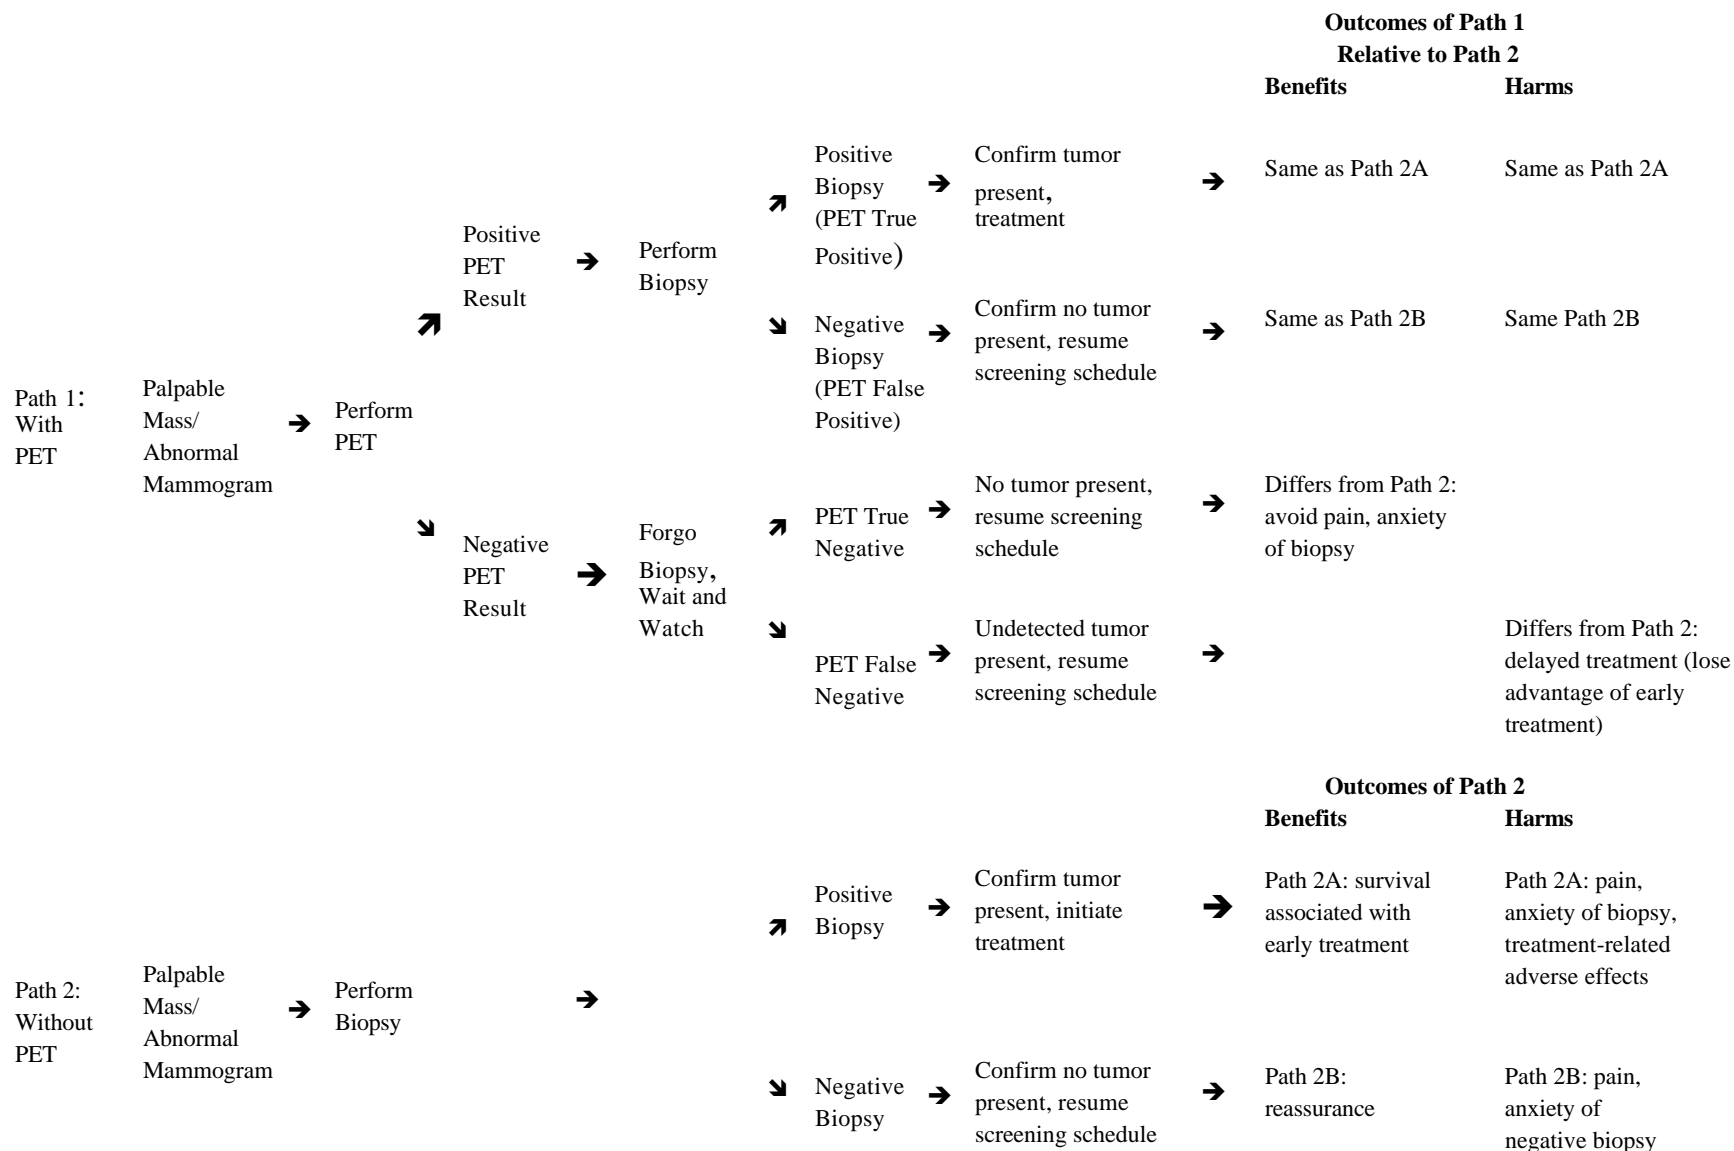 Outcomes of Path 1
Relative to Path 2
Benefits
Harms
Path 1:
With
PET
Palpable
Mass/
Abnormal
Mammogram
➔
Perform
PET
➔
Positive
PET
Result
➔
Perform
Biopsy
➔
Positive
Biopsy
(PET True
Positive)
➔
Confirm tumor
present,
treatment
➔
Same as Path 2A
Same as Path 2A
➔
Negative
Biopsy
(PET False
Positive)
➔
Confirm no tumor
present, resume
screening schedule
➔
Same as Path 2B
Same Path 2B
➔
Negative
PET
Result
➔
Forgo
Biopsy,
Wait and
Watch
➔
PET True
Negative
➔
No tumor present,
resume screening
schedule
➔
Differs from Path 2:
avoid pain, anxiety
of biopsy
➔
PET False
Negative
➔
Undetected tumor
present, resume
screening schedule
➔
Differs from Path 2:
delayed treatment (lose
advantage of early
treatment)
Outcomes of Path 2
Benefits
Harms
Path 2:
Without
PET
Palpable
Mass/
Abnormal
Mammogram
➔
Perform
Biopsy
➔
➔
Positive
Biopsy
➔
Confirm tumor
present, initiate
treatment
➔
Path 2A: survival
associated with
early treatment
Path 2A: pain,
anxiety of biopsy,
treatment-related
adverse effects
➔
Negative
Biopsy
➔
Confirm no tumor
present, resume
screening schedule
➔
Path 2B:
reassurance
Path 2B: pain,
anxiety of
negative biopsy